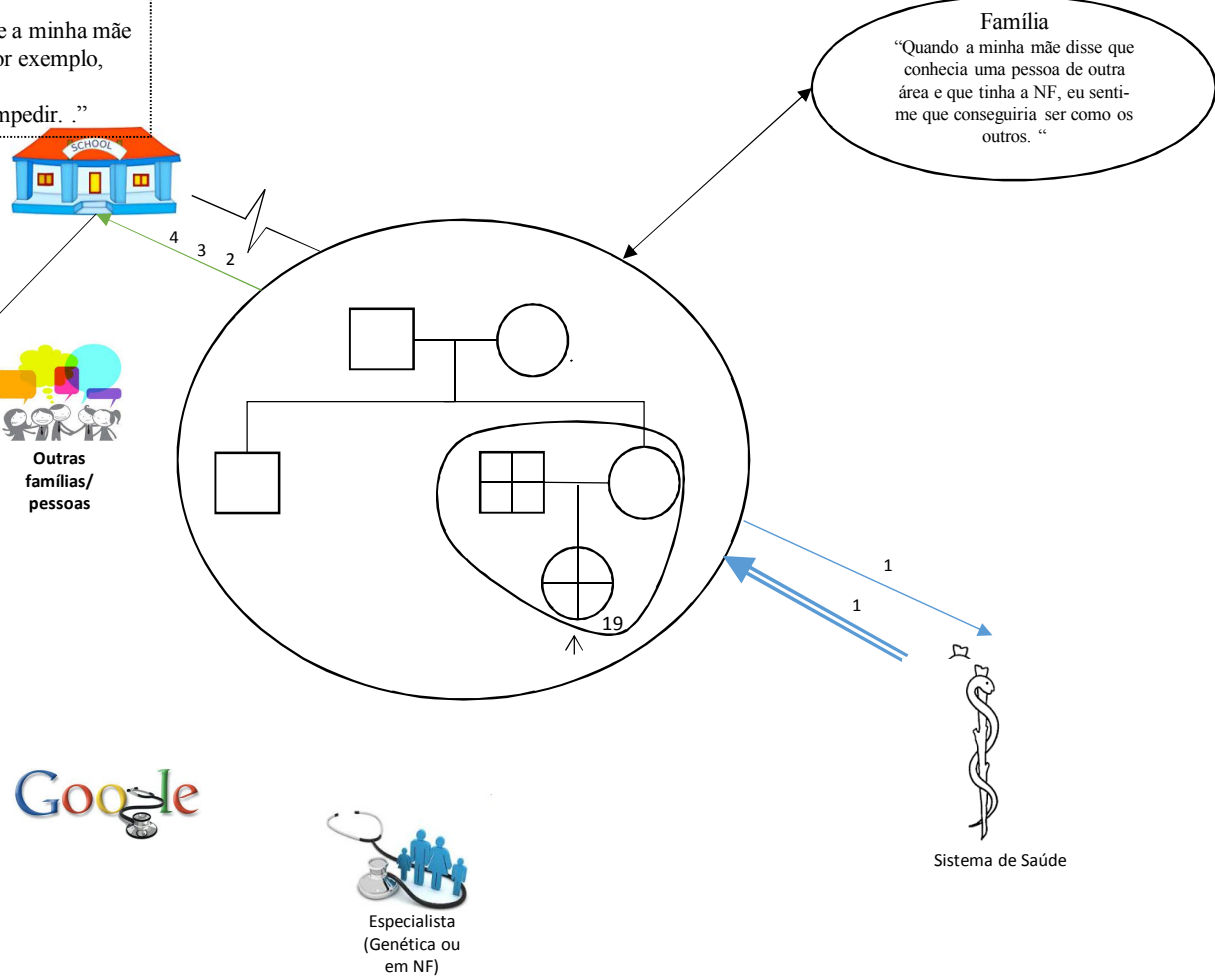 e a minha mãe
or exemplo,
mpedir. .”
SCHOOL
Família
“Quando a minha mãe disse que
conhecia uma pessoa de outra
área e que tinha a NF, eu senti-
me que conseguiria ser como os
outros. “
4
3
2
Outras
famílias/
pessoas
19
1
1
Google
Especialista
(Genética ou
em NF)
Sistema de Saúde